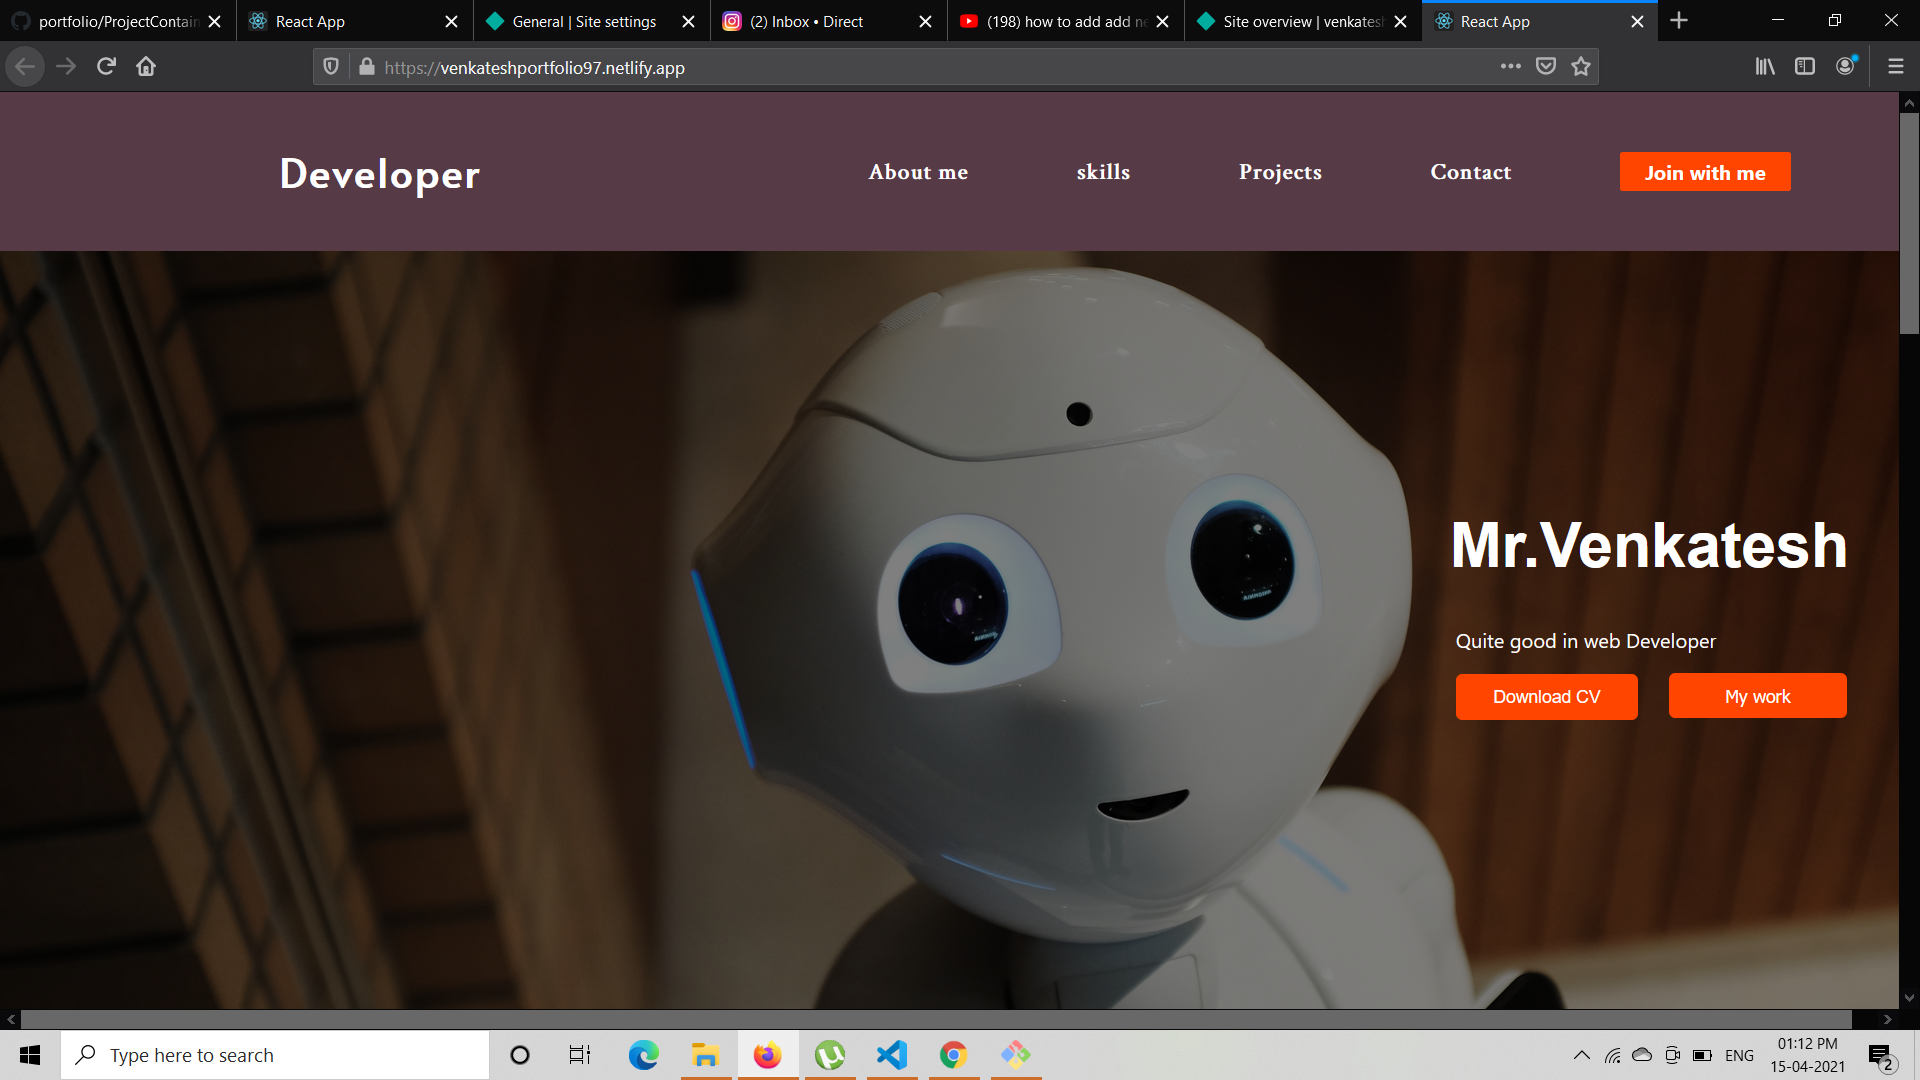 portfolio/ProjectContain
React App
General | Site settings
(2) Inbox • Direct
(198) how to add add ne
Site overview | venkatesh
React App
https://venkateshportfolio97.netlify.app
Developer
About me
skills
Projects
Contact
Join with me
Mr.Venkatesh
Quite good in web Developer
Download CV
My work
Type here to search
ENG
01:12 PM
15-04-2021
2